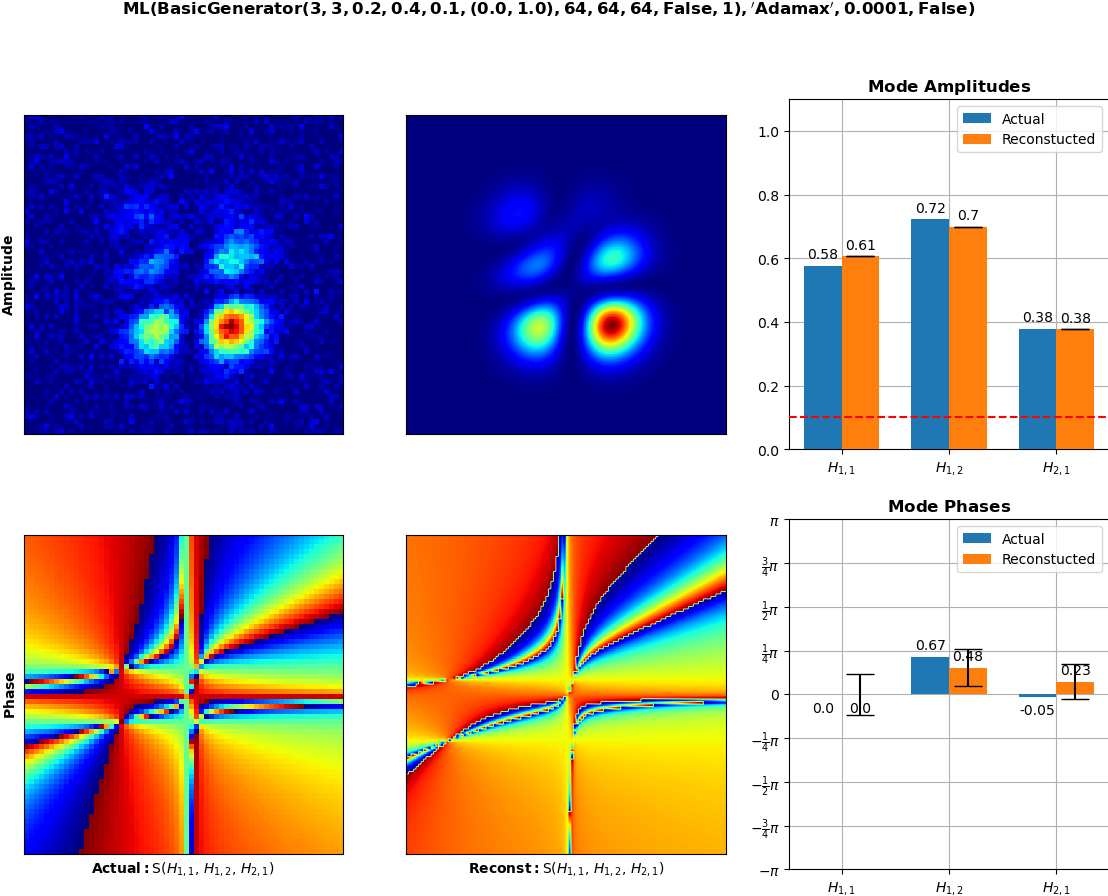 ML(BasicGenerator(3, 3, 0.2, 0.4, 0.1, (0.0, 1.0), 64, 64, 64, False, 1), ′Adamax′, 0.0001, False)
Amplitude
Mode Amplitudes
Actual
Reconstucted
1.0
0.8
0.6
0.4
0.2
0.0
0.58
0.61
0.72
0.7
0.38
0.38
H1, 1
H1, 2
H2, 1
Phase
Actual: S(H1, 1, H1, 2, H2, 1)
Reconst: S(H1, 1, H1, 2, H2, 1)
Mode Phases
Actual
Reconstucted
π
3/4π
1/2π
1/4π
0
−1/4π
−1/2π
−3/4π
−π
0.0
0.0
0.67
0.48
-0.05
0.23
H1, 1
H1, 2
H2, 1